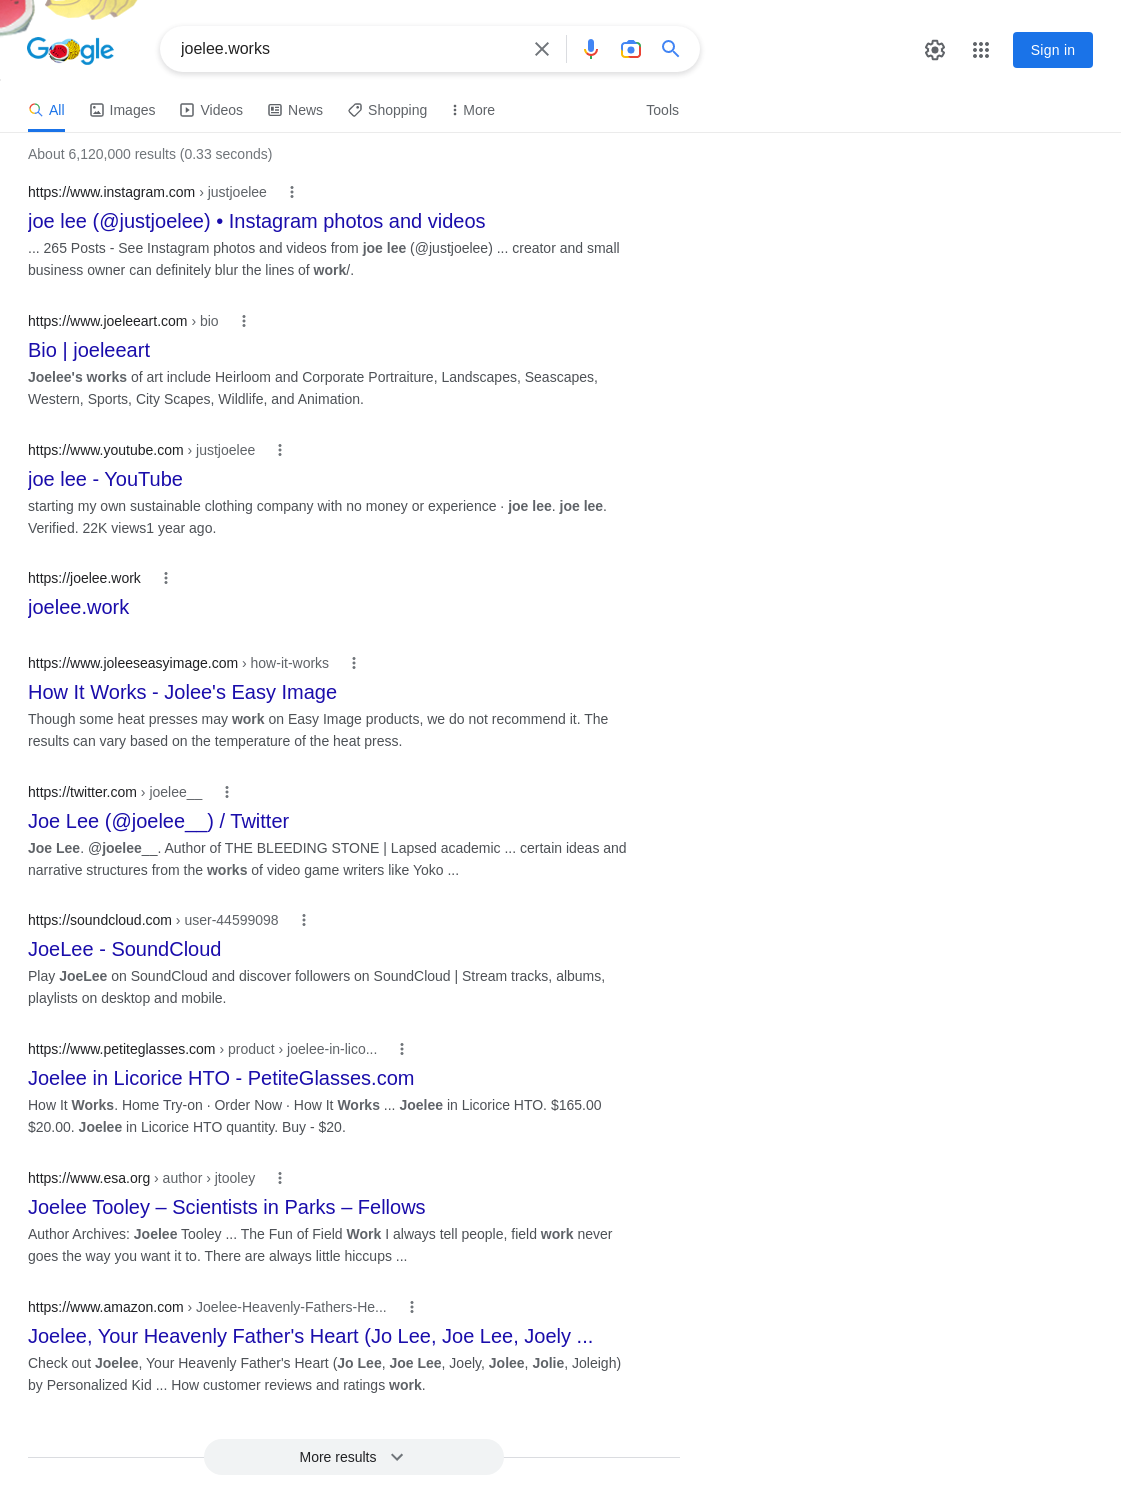 Google
joelee.works
Sign in
All
Images
Videos
News
Shopping
More
Tools
About 6,120,000 results (0.33 seconds)
https://www.instagram.com › justjoelee
joe lee (@justjoelee) • Instagram photos and videos
... 265 Posts - See Instagram photos and videos from joe lee (@justjoelee) ... creator and small
business owner can definitely blur the lines of work/.
https://www.joeleeart.com › bio
Bio | joeleeart
Joelee's works of art include Heirloom and Corporate Portraiture, Landscapes, Seascapes,
Western, Sports, City Scapes, Wildlife, and Animation.
https://www.youtube.com › justjoelee
joe lee - YouTube
starting my own sustainable clothing company with no money or experience · joe lee. joe lee.
Verified. 22K views1 year ago.
https://joelee.work
joelee.work
https://www.joleeseasyimage.com › how-it-works
How It Works - Jolee's Easy Image
Though some heat presses may work on Easy Image products, we do not recommend it. The
results can vary based on the temperature of the heat press.
https://twitter.com › joelee__
Joe Lee (@joelee__) / Twitter
Joe Lee. @joelee__. Author of THE BLEEDING STONE | Lapsed academic ... certain ideas and
narrative structures from the works of video game writers like Yoko ...
https://soundcloud.com › user-44599098
JoeLee - SoundCloud
Play JoeLee on SoundCloud and discover followers on SoundCloud | Stream tracks, albums,
playlists on desktop and mobile.
https://www.petiteglasses.com › product › joelee-in-lico...
Joelee in Licorice HTO - PetiteGlasses.com
How It Works. Home Try-on · Order Now · How It Works ... Joelee in Licorice HTO. $165.00
$20.00. Joelee in Licorice HTO quantity. Buy - $20.
https://www.esa.org › author › jtooley
Joelee Tooley – Scientists in Parks – Fellows
Author Archives: Joelee Tooley ... The Fun of Field Work I always tell people, field work never
goes the way you want it to. There are always little hiccups ...
https://www.amazon.com › Joelee-Heavenly-Fathers-He...
Joelee, Your Heavenly Father's Heart (Jo Lee, Joe Lee, Joely ...
Check out Joelee, Your Heavenly Father's Heart (Jo Lee, Joe Lee, Joely, Jolee, Jolie, Joleigh)
by Personalized Kid ... How customer reviews and ratings work.
More results